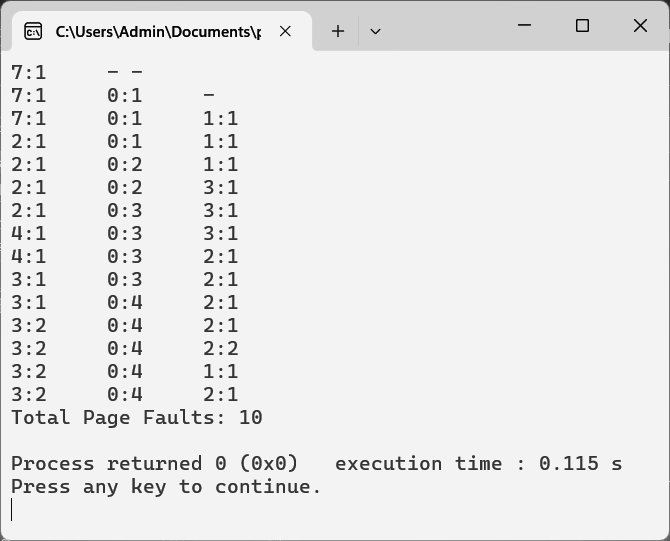 C:\Users\Admin\Documents\p
7:1 - -
7:1 0:1 -
7:1 0:1 1:1
2:1 0:1 1:1
2:1 0:2 1:1
2:1 0:2 3:1
2:1 0:3 3:1
4:1 0:3 3:1
4:1 0:3 2:1
3:1 0:3 2:1
3:1 0:4 2:1
3:2 0:4 2:1
3:2 0:4 2:2
3:2 0:4 1:1
3:2 0:4 2:1
Total Page Faults: 10
Process returned 0 (0x0) execution time : 0.115 s
Press any key to continue.